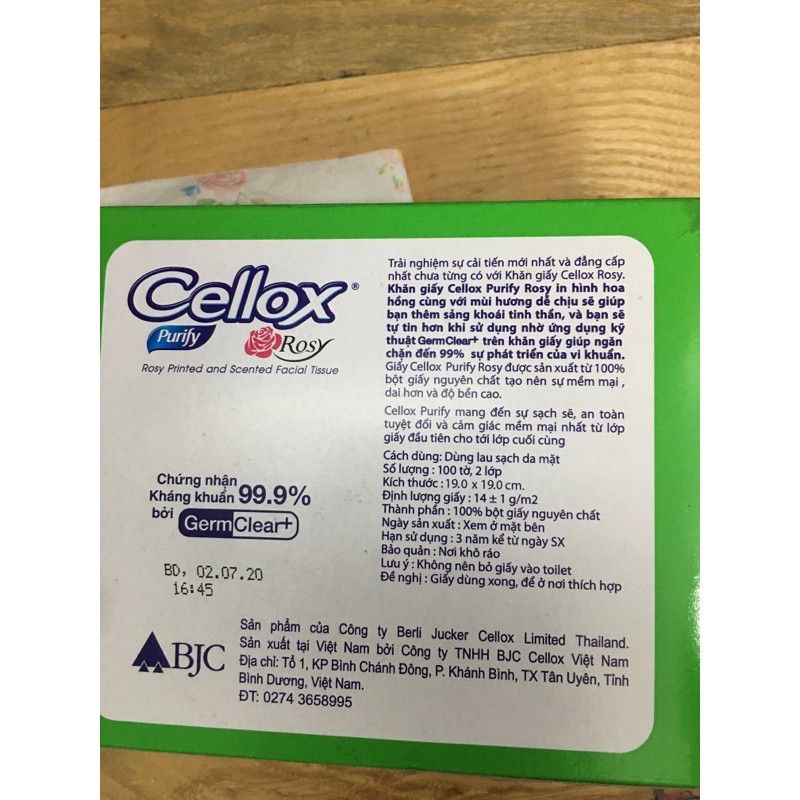 Cellox®
Purify
Rosy
Rosy Printed and Scented Facial Tissue
Trải nghiệm sự cải tiến mới nhất và đẳng cấp
nhất chưa từng có với Khăn giấy Cellox Rosy.
Khăn giấy Cellox Purify Rosy in hình hoa
hồng cùng với mùi hương dễ chịu sẽ giúp
bạn thêm sảng khoái tinh thần, và bạn sẽ
tự tin hơn khi sử dụng nhờ ứng dụng kỹ
thuật GermClear+ trên khăn giấy giúp ngăn
chặn đến 99% sự phát triển của vi khuẩn.
Giấy Cellox Purify Rosy được sản xuất từ 100%
bột giấy nguyên chất tạo nên sự mềm mại ,
dai hơn và độ bền cao.
Cellox Purify mang đến sự sạch sẽ, an toàn
tuyệt đối và cảm giác mềm mại nhất từ lớp
giấy đầu tiên cho tới lớp cuối cùng
Cách dùng: Dùng lau sạch da mặt
Số lượng : 100 tờ, 2 lớp
Kích thước : 19.0 x 19.0 cm.
Định lượng giấy : 14 ± 1 g/m2
Thành phần : 100% bột giấy nguyên chất
Ngày sản xuất : Xem ở mặt bên
Hạn sử dụng : 3 năm kể từ ngày SX
Bảo quản : Nơi khô ráo
Lưu ý : Không nên bỏ giấy vào toilet
Đề nghị : Giấy dùng xong, để ở nơi thích hợp
Chứng nhận
Kháng khuẩn 99.9%
bởi GermClear+
BD, 02.07.20
16:45
BJC
Sản phẩm của Công ty Berli Jucker Cellox Limited Thailand.
Sản xuất tại Việt Nam bởi Công ty TNHH BJC Cellox Việt Nam
Địa chỉ: Tổ 1, KP Bình Chánh Đông, P. Khánh Bình, TX Tân Uyên, Tỉnh
Bình Dương, Việt Nam.
ĐT: 0274 3658995